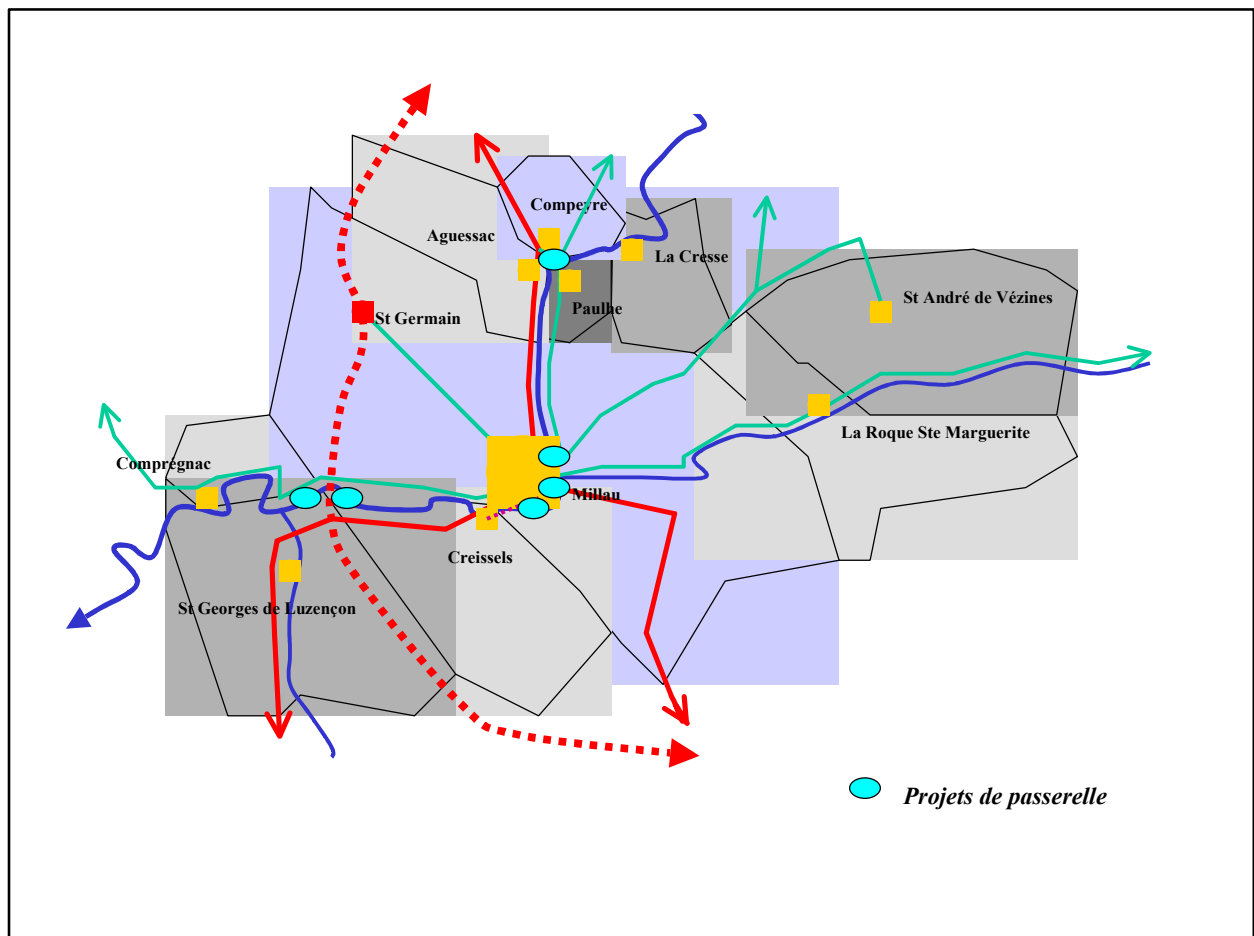 Compeyre
Aguessac
La Cresse
St André de Vézines
Paulhe
St Germain
La Roque Ste Marguerite
Comprégnac
Millau
Creissels
St Georges de Luzençon
Projets de passerelle